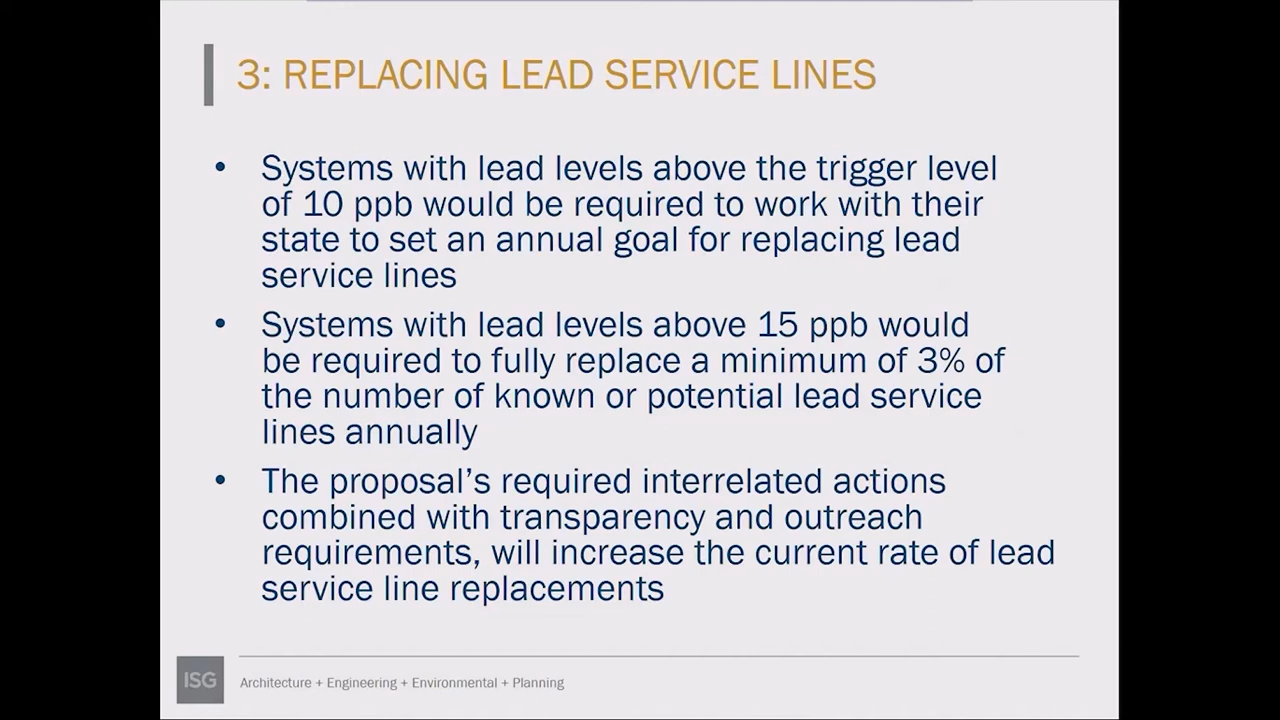 3: REPLACING LEAD SERVICE LINES
• Systems with lead levels above the trigger level
of 10 ppb would be required to work with their
state to set an annual goal for replacing lead
service lines
• Systems with lead levels above 15 ppb would
be required to fully replace a minimum of 3% of
the number of known or potential lead service
lines annually
• The proposal’s required interrelated actions
combined with transparency and outreach
requirements, will increase the current rate of lead
service line replacements
ISG
Architecture + Engineering + Environmental + Planning